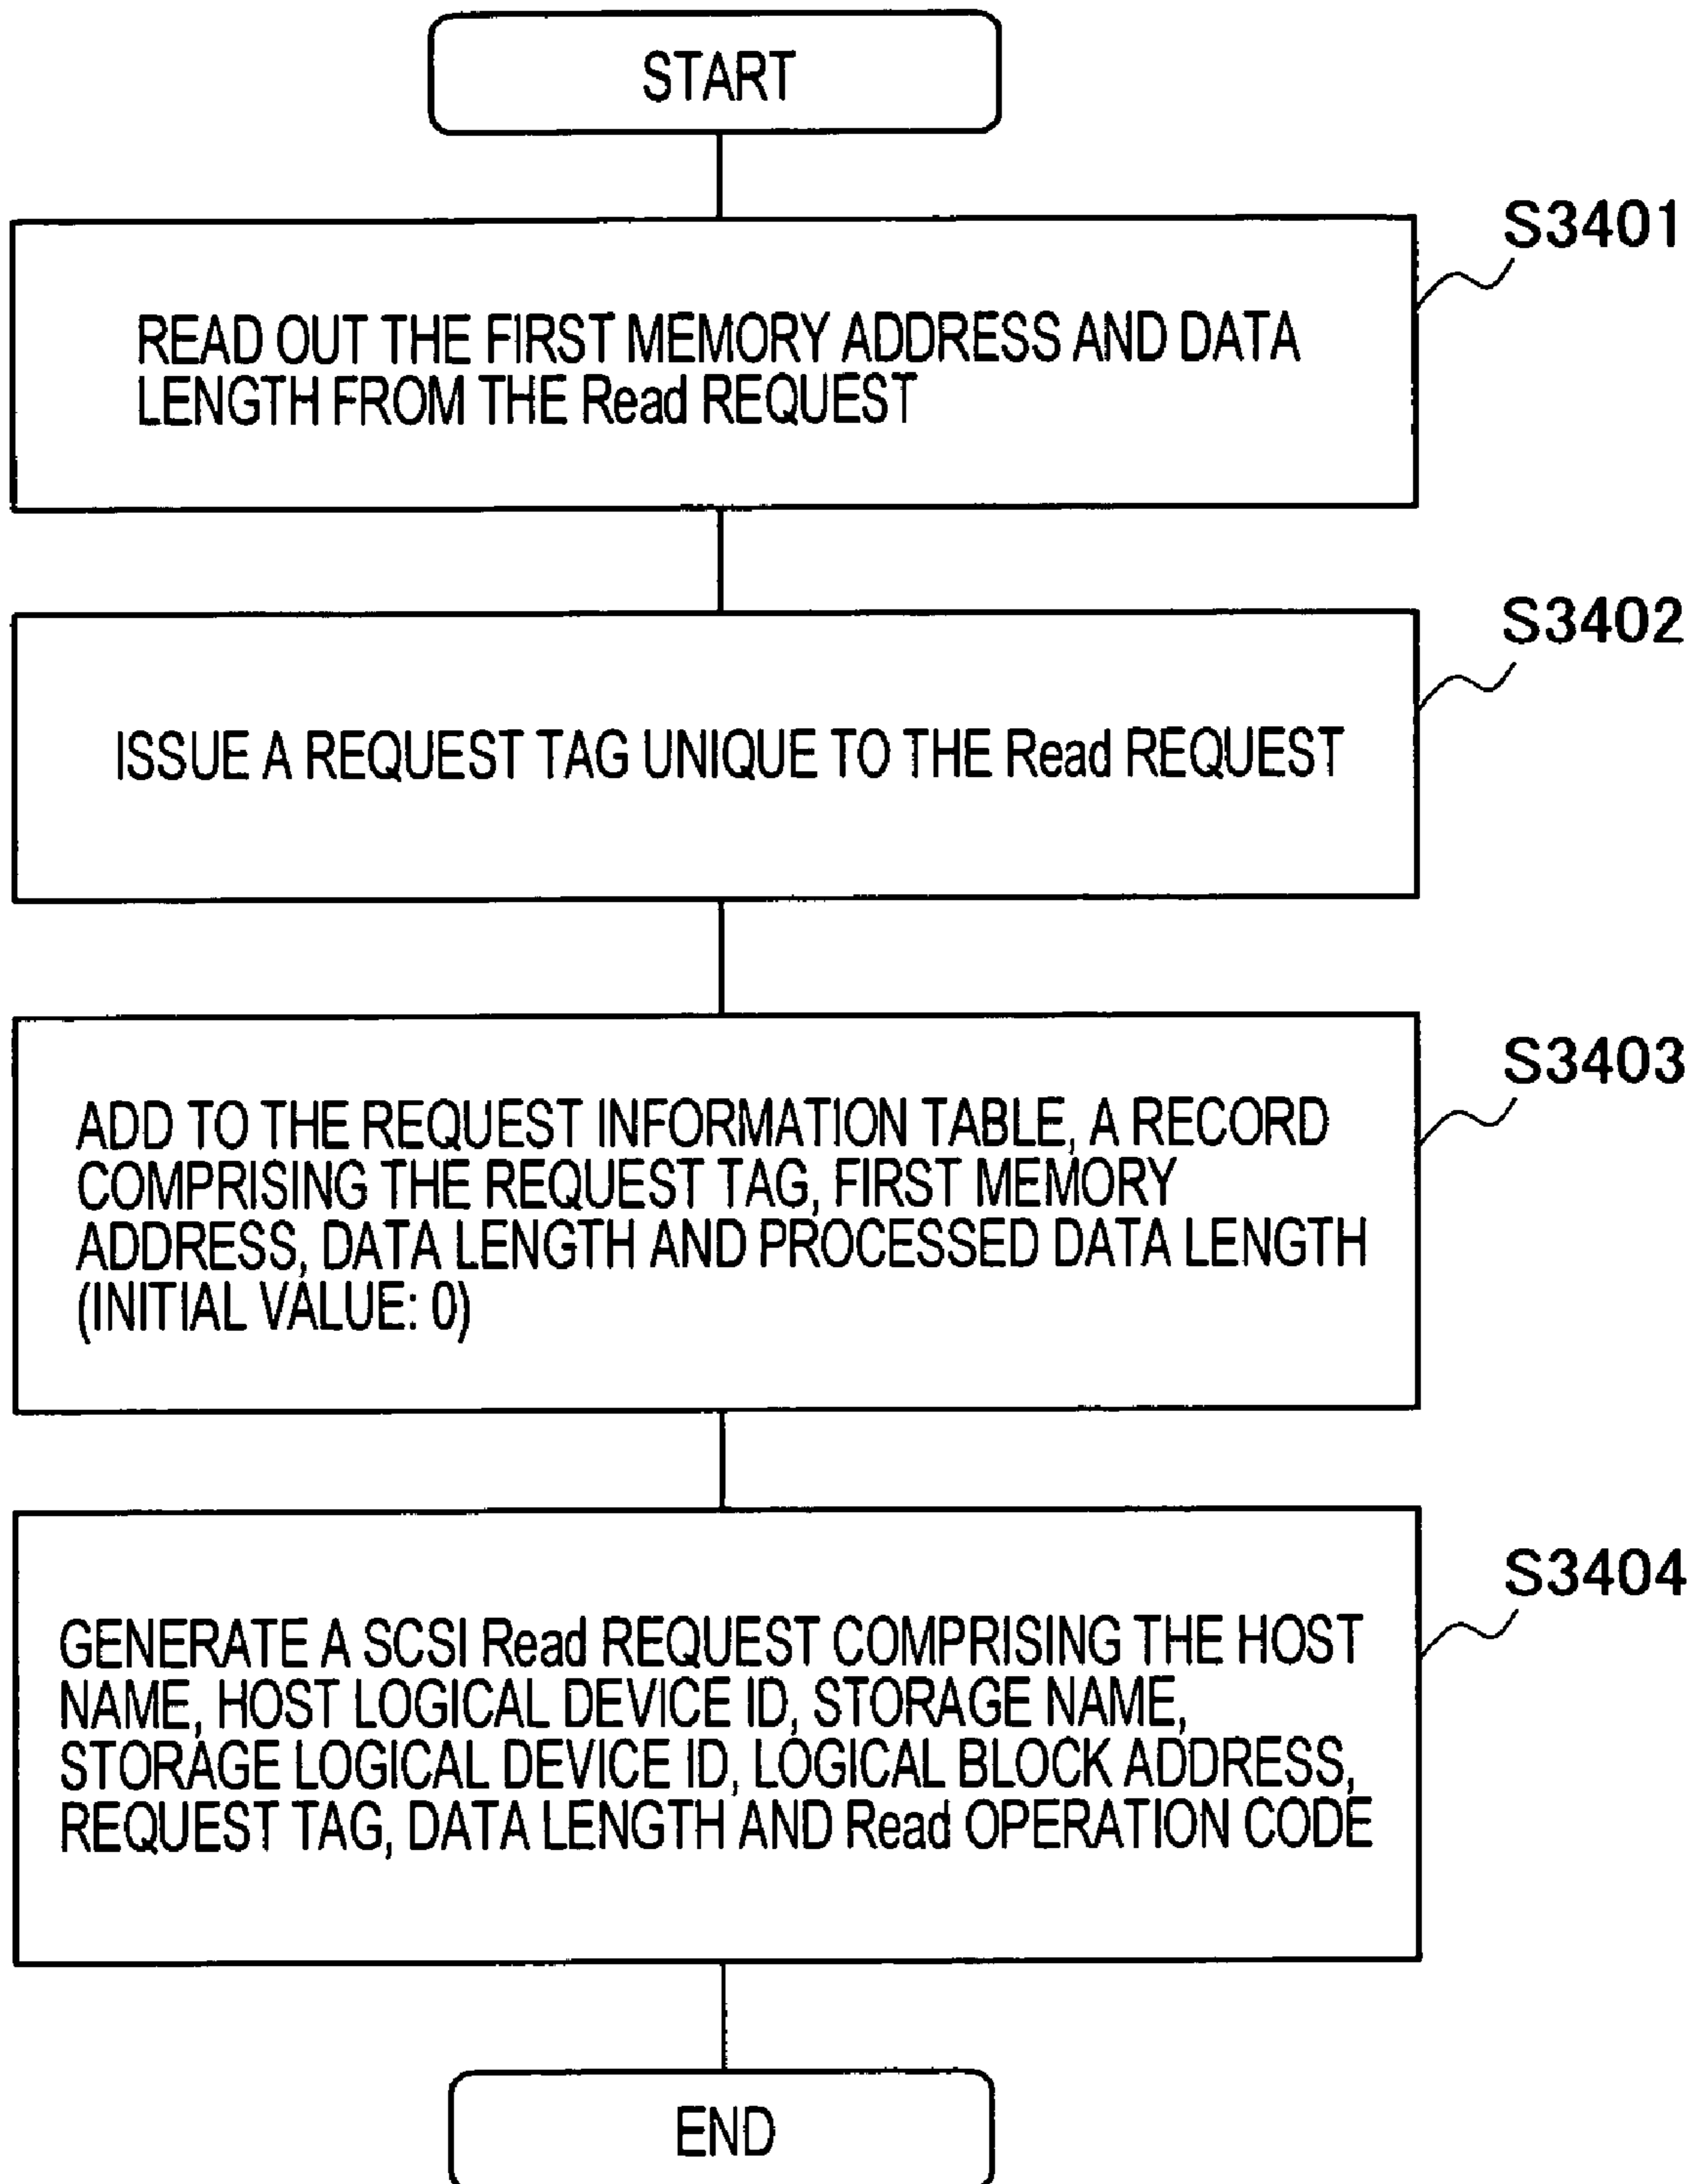 START
S3401
READ OUT THE FIRST MEMORY ADDRESS AND DATA
LENGTH FROM THE Read REQUEST
S3402
ISSUE A REQUEST TAG UNIQUE TO THE Read REQUEST
S3403
ADD TO THE REQUEST INFORMATION TABLE, A RECORD
COMPRISING THE REQUEST TAG, FIRST MEMORY
ADDRESS, DATA LENGTH AND PROCESSED DATA LENGTH
(INITIAL VALUE: 0)
S3404
GENERATE A SCSI Read REQUEST COMPRISING THE HOST
NAME, HOST LOGICAL DEVICE ID, STORAGE NAME,
STORAGE LOGICAL DEVICE ID, LOGICAL BLOCK ADDRESS,
REQUEST TAG, DATA LENGTH AND Read OPERATION CODE
END